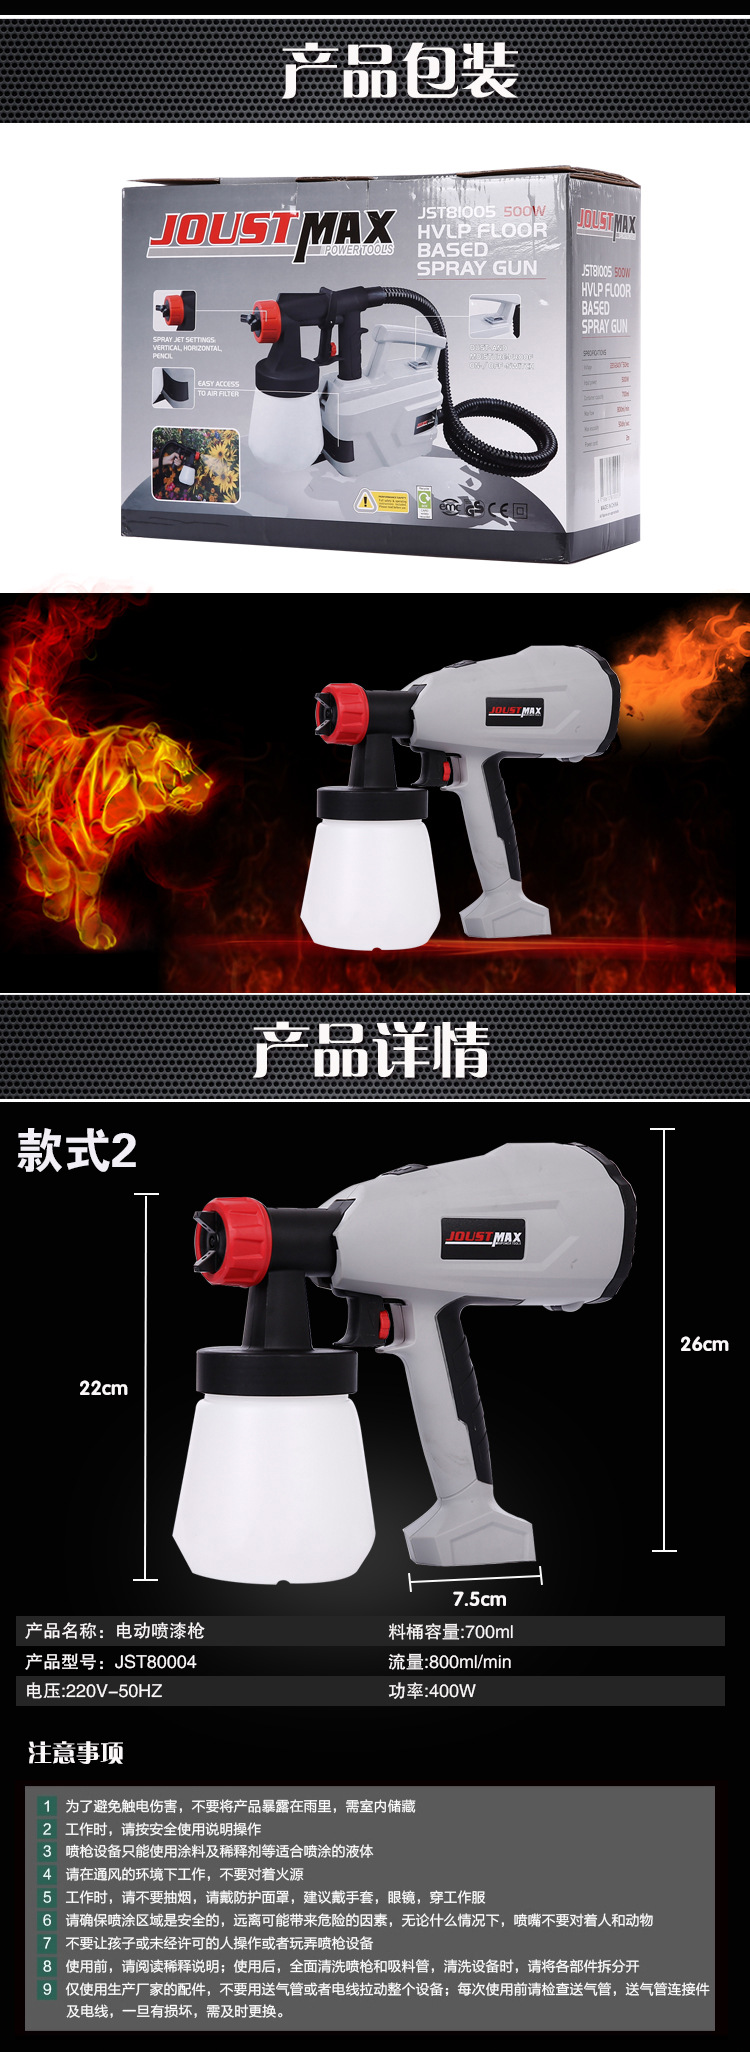 产品包装
JOUSTMAX
POWER TOOLS
JST81005 500W
HVLP FLOOR
BASED
SPRAY GUN
JOUSTMAX
JST81005 500W
HVLP FLOOR
BASED
SPRAY GUN
SPECIFICATIONS
SPRAY JET SETTINGS:
VERTICAL, HORIZONTAL,
PENCIL
DUST AND
MOISTURE-PROOF
ON / OFF-SWITCH
EASY ACCESS
TO AIR FILTER
emc GS CE
JOUSTMAX
产品详情
款式2
JOUSTMAX
22cm
26cm
7.5cm
产品名称：电动喷漆枪
料桶容量:700ml
产品型号：JST80004
流量:800ml/min
电压:220V-50HZ
功率:400W
注意事项
1 为了避免触电伤害，不要将产品暴露在雨里，需室内储藏
2 工作时，请按安全使用说明操作
3 喷枪设备只能使用涂料及稀释剂等适合喷涂的液体
4 请在通风的环境下工作，不要对着火源
5 工作时，请不要抽烟，请戴防护面罩，建议戴手套，眼镜，穿工作服
6 请确保喷涂区域是安全的，远离可能带来危险的因素，无论什么情况下，喷嘴不要对着人和动物
7 不要让孩子或未经许可的人操作或者玩弄喷枪设备
8 使用前，请阅读稀释说明；使用后，全面清洗喷枪和吸料管，清洗设备时，请将各部件拆分开
9 仅使用生产厂家的配件，不要用送气管或者电线拉动整个设备；每次使用前请检查送气管，送气管连接件
及电线，一旦有损坏，需及时更换。